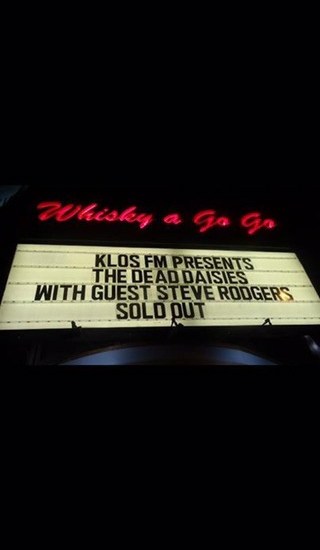 Whisky a Go Go
KLOS FM PRESENTS
THE DEAD DAISIES
WITH GUEST STEVE RODGERS
SOLD OUT